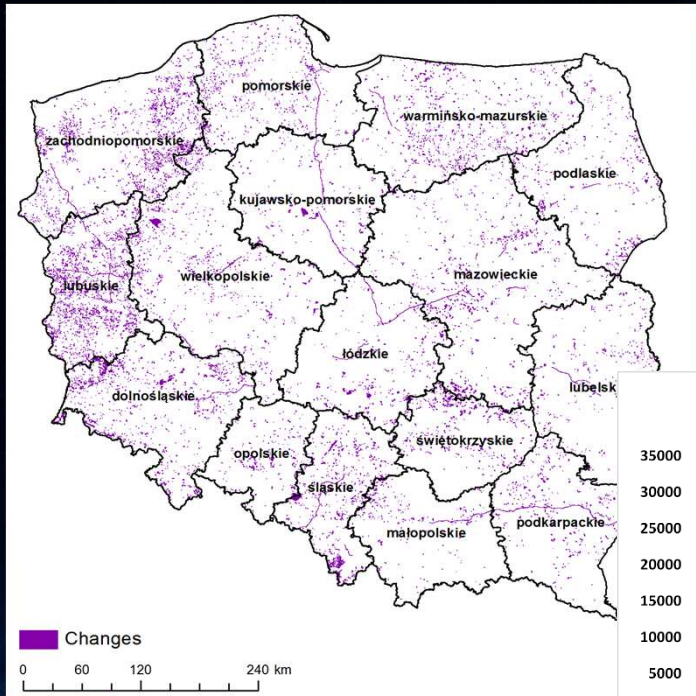 pomorskie
warmińsko-mazurskie
zachodniopomorskie
podlaskie
kujawsko-pomorskie
mazowieckie
wielkopolskie
lubuskie
łódzkie
lubelsk
dolnośląskie
świętokrzyskie
opolskie
śląskie
podkarpackie
małopolskie
Changes
0 60 120 240 km
35000
30000
25000
20000
15000
10000
5000